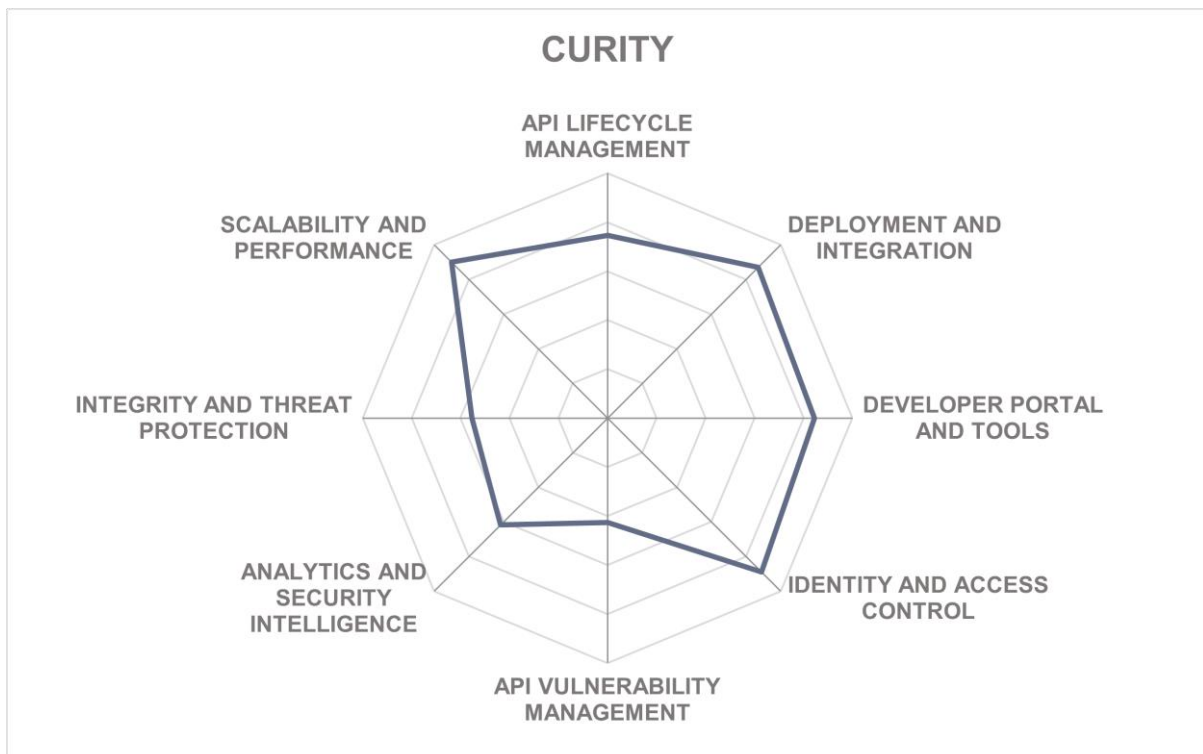 CURITY
API LIFECYCLE
MANAGEMENT
SCALABILITY AND
PERFORMANCE
DEPLOYMENT AND
INTEGRATION
INTEGRITY AND THREAT
PROTECTION
DEVELOPER PORTAL
AND TOOLS
ANALYTICS AND
SECURITY
INTELLIGENCE
IDENTITY AND ACCESS
CONTROL
API VULNERABILITY
MANAGEMENT